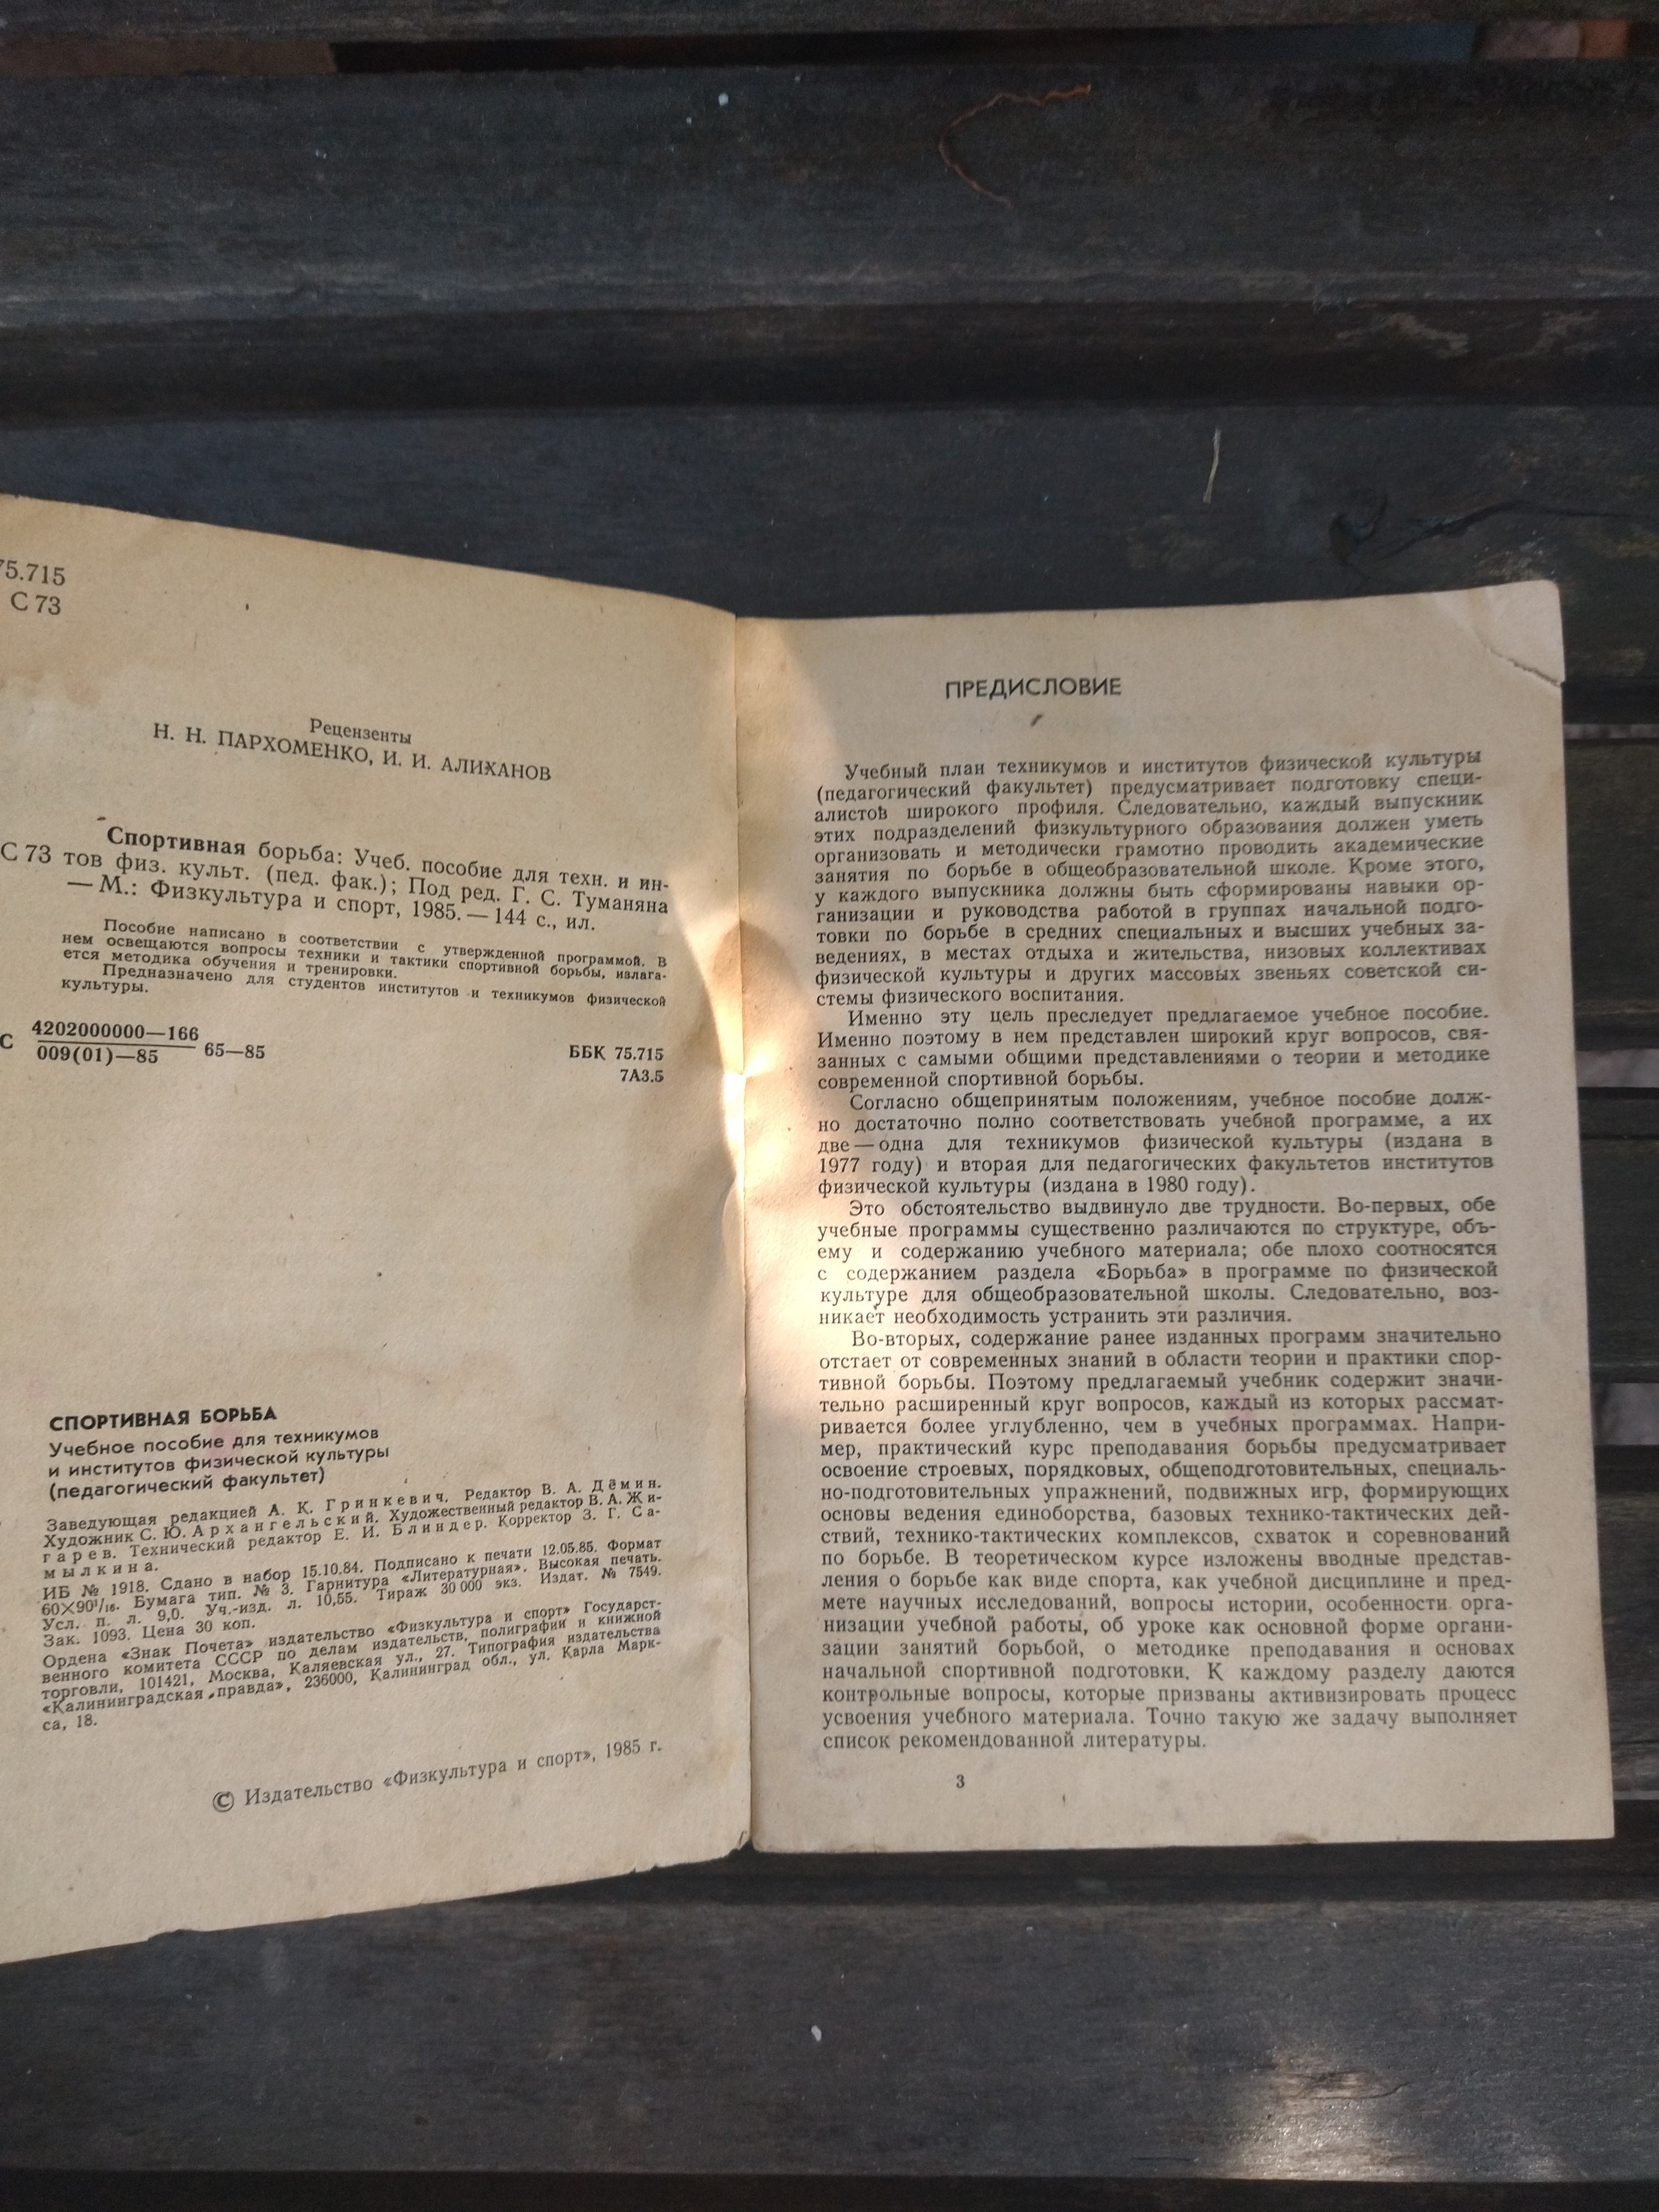 75.715
С 73
Рецензенты
Н. Н. ПАРХОМЕНКО, И. И. АЛИХАНОВ
Спортивная борьба: Учеб. пособие для техн. и ин-
С 73 тов физ. культ. (пед. фак.); Под ред. Г. С. Туманяна
— М.: Физкультура и спорт, 1985. — 144 с., ил.
Пособие написано в соответствии с утвержденной программой. В
нем освещаются вопросы техники и тактики спортивной борьбы, излага-
ется методика обучения и тренировки.
Предназначено для студентов институтов и техникумов физической
культуры.
С 4202000000—166
009(01)—85 65—85
ББК 75.715
7А3.5
СПОРТИВНАЯ БОРЬБА
Учебное пособие для техникумов
и институтов физической культуры
(педагогический факультет)
Заведующая редакцией А. К. Гринкевич. Редактор В. А. Дёмин.
Художник С. Ю. Архангельский. Художественный редактор В. А. Жи-
гарев. Технический редактор Е. И. Блиндер. Корректор З. Г. Са-
мылкина.
ИБ № 1918. Сдано в набор 15.10.84. Подписано к печати 12.05.85. Формат
60×90¹/₁₆. Бумага тип. № 3. Гарнитура «Литературная». Высокая печать.
Усл. п. л. 9,0. Уч.-изд. л. 10,55. Тираж 30 000 экз. Издат. № 7549.
Зак. 1093. Цена 30 коп.
Ордена «Знак Почета» издательство «Физкультура и спорт» Государст-
венного комитета СССР по делам издательств, полиграфии и книжной
торговли, 101421, Москва, Каляевская ул., 27. Типография издательства
«Калининградская правда», 236000, Калининград обл., ул. Карла Марк-
са, 18.
© Издательство «Физкультура и спорт», 1985 г.
ПРЕДИСЛОВИЕ
Учебный план техникумов и институтов физической культуры
(педагогический факультет) предусматривает подготовку специ-
алистов широкого профиля. Следовательно, каждый выпускник
этих подразделений физкультурного образования должен уметь
организовать и методически грамотно проводить академические
занятия по борьбе в общеобразовательной школе. Кроме этого,
у каждого выпускника должны быть сформированы навыки ор-
ганизации и руководства работой в группах начальной подго-
товки по борьбе в средних специальных и высших учебных за-
ведениях, в местах отдыха и жительства, низовых коллективах
физической культуры и других массовых звеньях советской си-
стемы физического воспитания.
Именно эту цель преследует предлагаемое учебное пособие.
Именно поэтому в нем представлен широкий круг вопросов, свя-
занных с самыми общими представлениями о теории и методике
современной спортивной борьбы.
Согласно общепринятым положениям, учебное пособие долж-
но достаточно полно соответствовать учебной программе, а их
две — одна для техникумов физической культуры (издана в
1977 году) и вторая для педагогических факультетов институтов
физической культуры (издана в 1980 году).
Это обстоятельство выдвинуло две трудности. Во-первых, обе
учебные программы существенно различаются по структуре, объ-
ему и содержанию учебного материала; обе плохо соотносятся
с содержанием раздела «Борьба» в программе по физической
культуре для общеобразовательной школы. Следовательно, воз-
никает необходимость устранить эти различия.
Во-вторых, содержание ранее изданных программ значительно
отстает от современных знаний в области теории и практики спор-
тивной борьбы. Поэтому предлагаемый учебник содержит значи-
тельно расширенный круг вопросов, каждый из которых рассмат-
ривается более углубленно, чем в учебных программах. Напри-
мер, практический курс преподавания борьбы предусматривает
освоение строевых, порядковых, общеподготовительных, специаль-
но-подготовительных упражнений, подвижных игр, формирующих
основы ведения единоборства, базовых технико-тактических дей-
ствий, технико-тактических комплексов, схваток и соревнований
по борьбе. В теоретическом курсе изложены вводные представ-
ления о борьбе как виде спорта, как учебной дисциплине и пред-
мете научных исследований, вопросы истории, особенности орга-
низации учебной работы, об уроке как основной форме органи-
зации занятий борьбой, о методике преподавания и основах
начальной спортивной подготовки. К каждому разделу даются
контрольные вопросы, которые призваны активизировать процесс
усвоения учебного материала. Точно такую же задачу выполняет
список рекомендованной литературы.
3